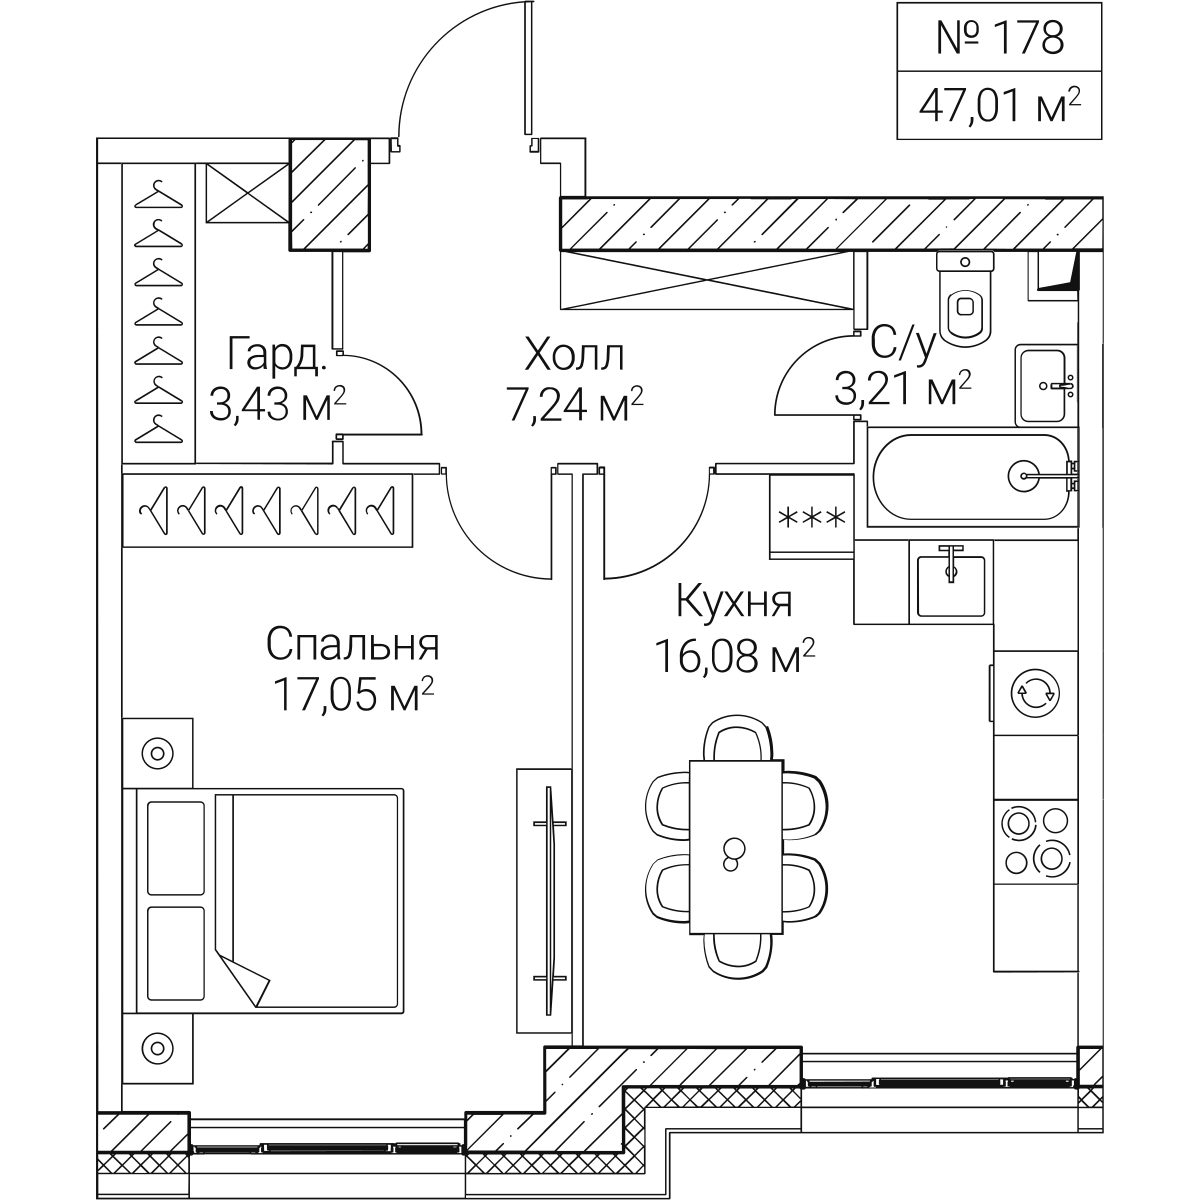 № 178
47,01 м²
Гард.
3,43 м²
Холл
7,24 м²
С/у
3,21 м²
***
Кухня
16,08 м²
Спальня
17,05 м²